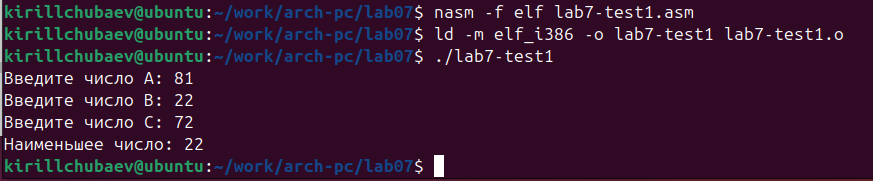 kirillchubaev@ubuntu:~/work/arch-pc/lab07$ nasm -f elf lab7-test1.asm
kirillchubaev@ubuntu:~/work/arch-pc/lab07$ ld -m elf_i386 -o lab7-test1 lab7-test1.o
kirillchubaev@ubuntu:~/work/arch-pc/lab07$ ./lab7-test1
Введите число A: 81
Введите число B: 22
Введите число C: 72
Наименьшее число: 22
kirillchubaev@ubuntu:~/work/arch-pc/lab07$